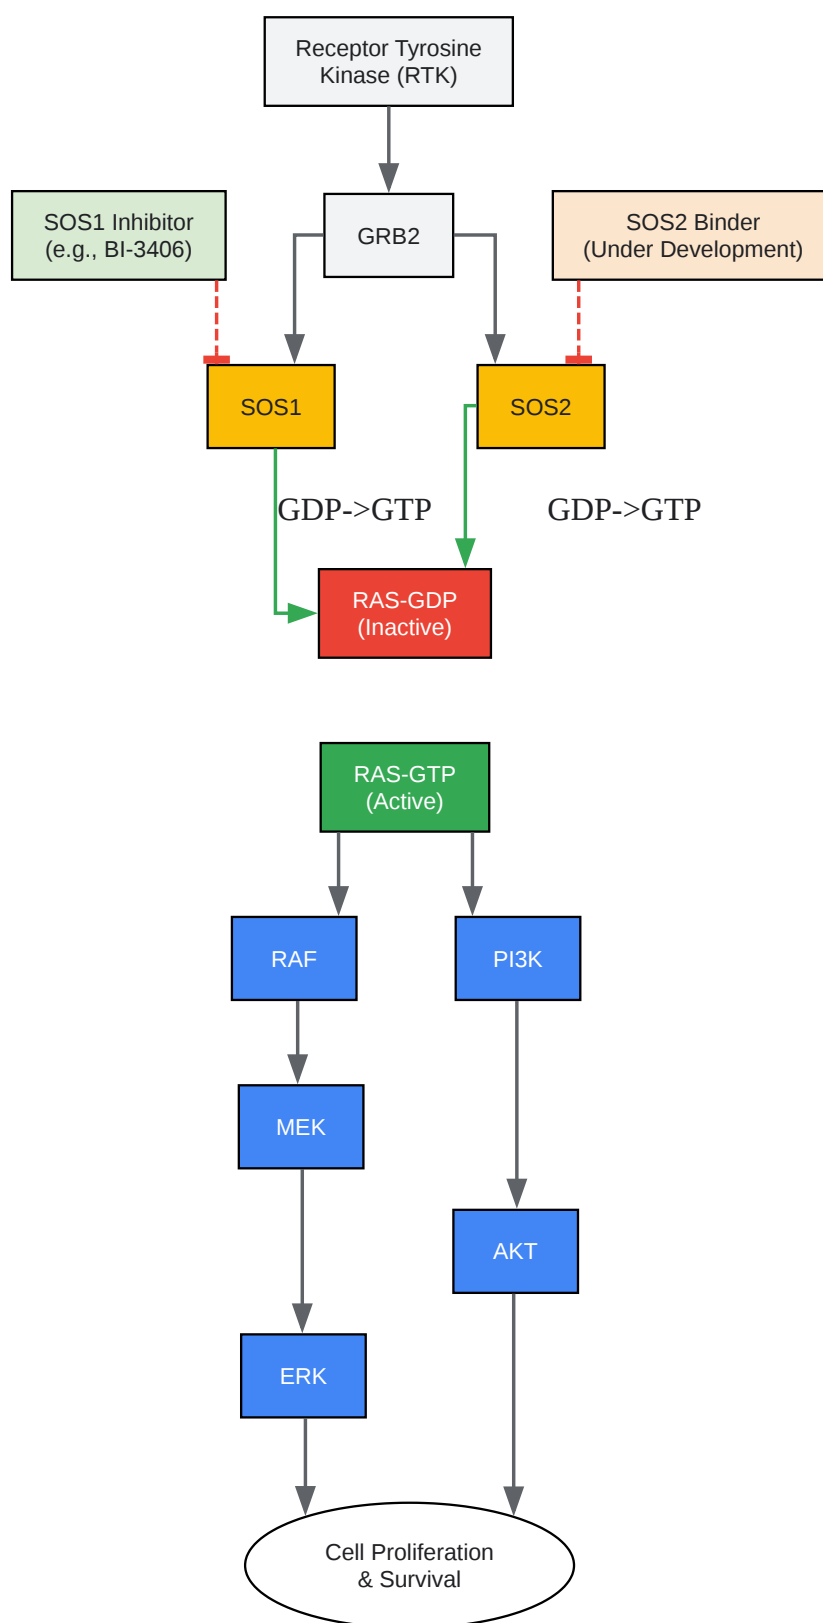 Receptor Tyrosine
Kinase (RTK)
SOS1 Inhibitor
(e.g., BI-3406)
GRB2
SOS2 Binder
(Under Development)
SOS1
SOS2
GDP->GTP
GDP->GTP
RAS-GDP
(Inactive)
RAS-GTP
(Active)
RAF
PI3K
MEK
AKT
ERK
Cell Proliferation
& Survival